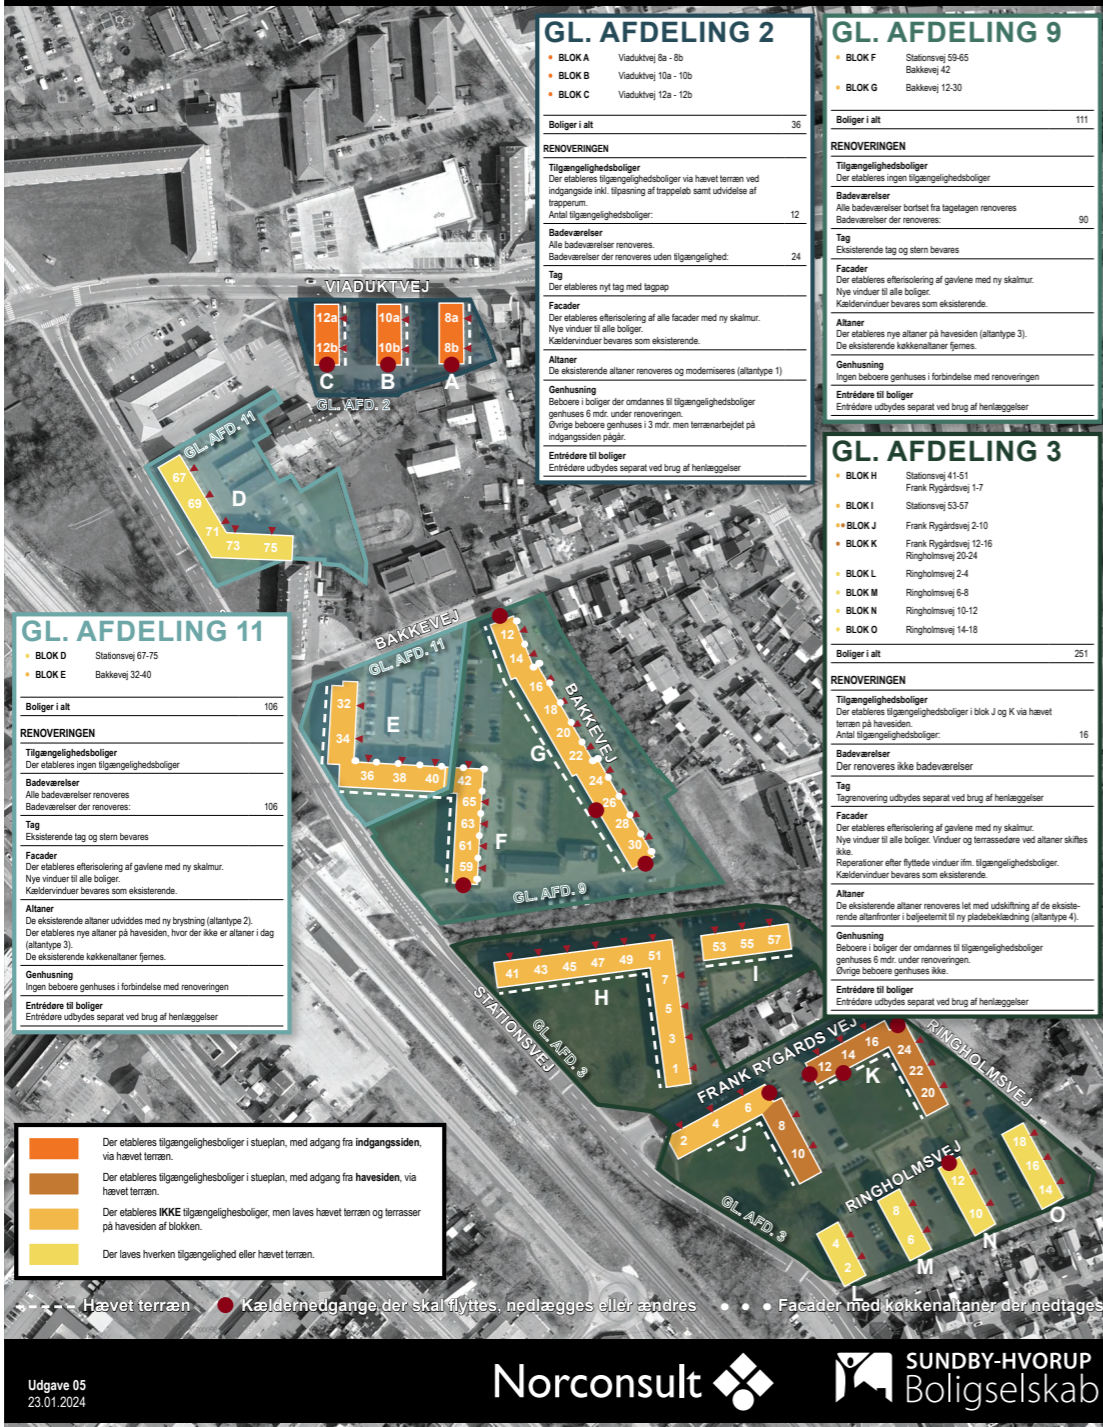 GL. AFDELING 2
BLOK A Viaduktvej 8a - 8b
BLOK B Viaduktvej 10a - 10b
BLOK C Viaduktvej 12a - 12b
Boliger i alt 36
RENOVERINGEN
Tilgængelighedsboliger
Der etableres tilgængelighedsboliger via hævet terræn ved
indgangside inkl. tilpasning af trappeløb samt udvidelse af
trapperum.
Antal tilgængelighedsboliger: 12
Badeværelser
Alle badeværelser renoveres.
Badeværelser der renoveres uden tilgængelighed: 24
Tag
Der etableres nyt tag med tagpap
Facader
Der etableres efterisolering af alle facader med ny skalmur.
Nye vinduer til alle boliger.
Kældervinduer bevares som eksisterende.
Altaner
De eksisterende altaner renoveres og moderniseres (altantype 1)
Genhusning
Beboere i boliger der omdannes til tilgængelighedsboliger
genhuses 6 mdr. under renoveringen.
Øvrige beboere genhuses i 3 mdr. men terrænarbejdet på
indgangssiden pågår.
Entrédøre til boliger
Entrédøre udbydes separat ved brug af henlæggelser
GL. AFDELING 9
BLOK F Stationsvej 59-65
Bakkevej 42
BLOK G Bakkevej 12-30
Boliger i alt 111
RENOVERINGEN
Tilgængelighedsboliger
Der etableres ingen tilgængelighedsboliger
Badeværelser
Alle badeværelser bortset fra tagetagen renoveres
Badeværelser der renoveres: 90
Tag
Eksisterende tag og stern bevares
Facader
Der etableres efterisolering af gavlene med ny skalmur.
Nye vinduer til alle boliger.
Kældervinduer bevares som eksisterende.
Altaner
Der etableres nye altaner på havesiden (altantype 3).
De eksisterende køkkenaltaner fjernes.
Genhusning
Ingen beboere genhuses i forbindelse med renoveringen
Entrédøre til boliger
Entrédøre udbydes separat ved brug af henlæggelser
GL. AFDELING 3
BLOK H Stationsvej 41-51
Frank Rygårdsvej 1-7
BLOK I Stationsvej 53-57
BLOK J Frank Rygårdsvej 2-10
BLOK K Frank Rygårdsvej 12-16
Ringholmsvej 20-24
BLOK L Ringholmsvej 2-4
BLOK M Ringholmsvej 6-8
BLOK N Ringholmsvej 10-12
BLOK O Ringholmsvej 14-18
Boliger i alt 251
RENOVERINGEN
Tilgængelighedsboliger
Der etableres tilgængelighedsboliger i blok J og K via hævet
terræn på havesiden.
Antal tilgængelighedsboliger: 16
Badeværelser
Der renoveres ikke badeværelser
Tag
Tagrenovering udbydes separat ved brug af henlæggelser
Facader
Der etableres efterisolering af gavlene med ny skalmur.
Nye vinduer til alle boliger. Vinduer og terrassedøre ved altaner skiftes
ikke.
Reperationer efter flyttede vinduer ifm. tilgængelighedsboliger.
Kældervinduer bevares som eksisterende.
Altaner
De eksisterende altaner renoveres let med udskiftning af de eksiste-
rende altanfronter i bøljeeternit til ny pladebeklædning (altantype 4).
Genhusning
Beboere i boliger der omdannes til tilgængelighedsboliger
genhuses 6 mdr. under renoveringen.
Øvrige beboere genhuses ikke.
Entrédøre til boliger
Entrédøre udbydes separat ved brug af henlæggelser
GL. AFDELING 11
BLOK D Stationsvej 67-75
BLOK E Bakkevej 32-40
Boliger i alt 106
RENOVERINGEN
Tilgængelighedsboliger
Der etableres ingen tilgængelighedsboliger
Badeværelser
Alle badeværelser renoveres
Badeværelser der renoveres: 106
Tag
Eksisterende tag og stern bevares
Facader
Der etableres efterisolering af gavlene med ny skalmur.
Nye vinduer til alle boliger.
Kældervinduer bevares som eksisterende.
Altaner
De eksisterende altaner udviddes med ny brystning (altantype 2).
Der etableres nye altaner på havesiden, hvor der ikke er altaner i dag
(altantype 3).
De eksisterende køkkenaltaner fjernes.
Genhusning
Ingen beboere genhuses i forbindelse med renoveringen
Entrédøre til boliger
Entrédøre udbydes separat ved brug af henlæggelser
VIADUKTVEJ
12a 10a 8a
12b 10b 8b
C B A
GL. AFD. 2
GL. AFD. 11
67
69
71
73
75
D
BAKKEVEJ
GL. AFD. 11
32
34
36 38 40
E
42
65
63
61
59
F
12
14
16
18
20
22
24
26
28
30
G
BAKKEVEJ
GL. AFD. 9
41 43 45 47 49 51
7
5
3
1
H
53 55 57
I
STATIONSVEJ
GL. AFD. 3
FRANK RYGÅRDS VEJ
RINGHOLMSVEJ
2 4 6
8
10
J
12 14 16
24
22
20
K
RINGHOLMSVEJ
GL. AFD. 3
4
2
L
8
6
M
12
10
N
18
16
14
O
Der etableres tilgængelighesboliger i stueplan, med adgang fra indgangssiden,
via hævet terræn.
Der etableres tilgængelighesboliger i stueplan, med adgang fra havesiden, via
hævet terræn.
Der etableres IKKE tilgængelighesboliger, men laves hævet terræn og terrasser
på havesiden af blokken.
Der laves hverken tilgængelighed eller hævet terræn.
Hævet terræn
Kældernedgange der skal flyttes, nedlægges eller ændres
Facader med køkkenaltaner der nedtages
Udgave 05
23.01.2024
Norconsult
SUNDBY-HVORUP
Boligselskab